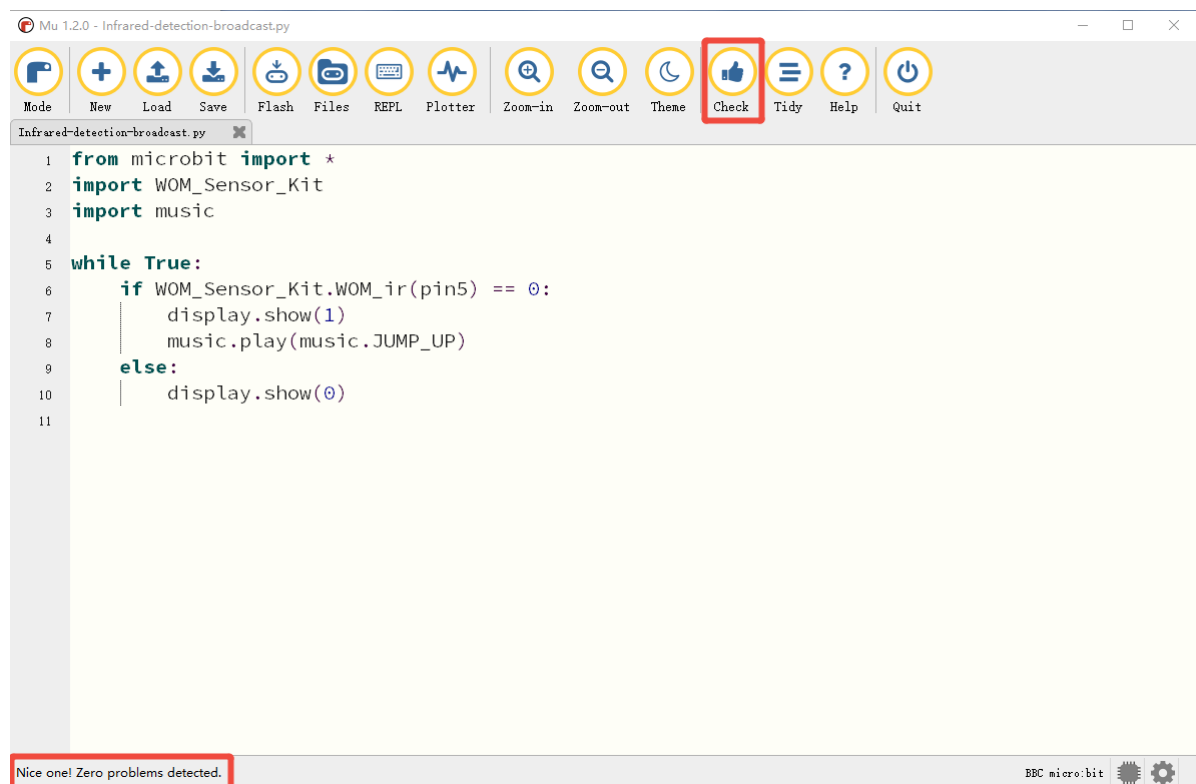 Mu 1.2.0 - Infrared-detection-broadcast.py
Mode New Load Save Flash Files REPL Plotter Zoom-in Zoom-out Theme Check Tidy Help Quit
Infrared-detection-broadcast.py
1 from microbit import *
2 import WOM_Sensor_Kit
3 import music
4
5 while True:
6     if WOM_Sensor_Kit.WOM_ir(pin5) == 0:
7         display.show(1)
8         music.play(music.JUMP_UP)
9     else:
10         display.show(0)
11
Nice one! Zero problems detected. BBC micro:bit